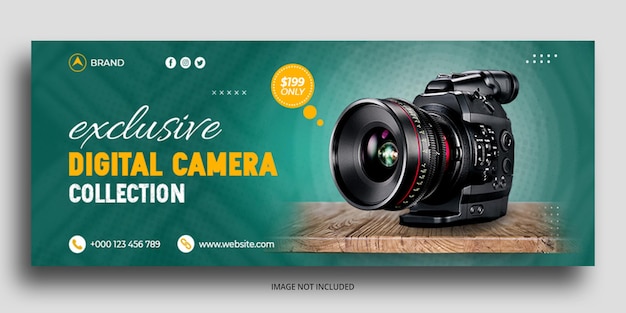 BRAND
$199
ONLY
exclusive
DIGITAL CAMERA
COLLECTION
+000 123 456 789
www.website.com
IMAGE NOT INCLUDED